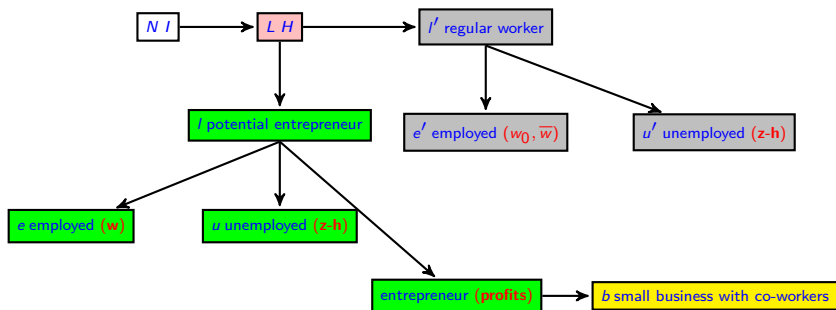 N I
L H
l′ regular worker
l potential entrepreneur
e′ employed (w₀, w̅)
u′ unemployed (z-h)
e employed (w)
u unemployed (z-h)
entrepreneur (profits)
b small business with co-workers